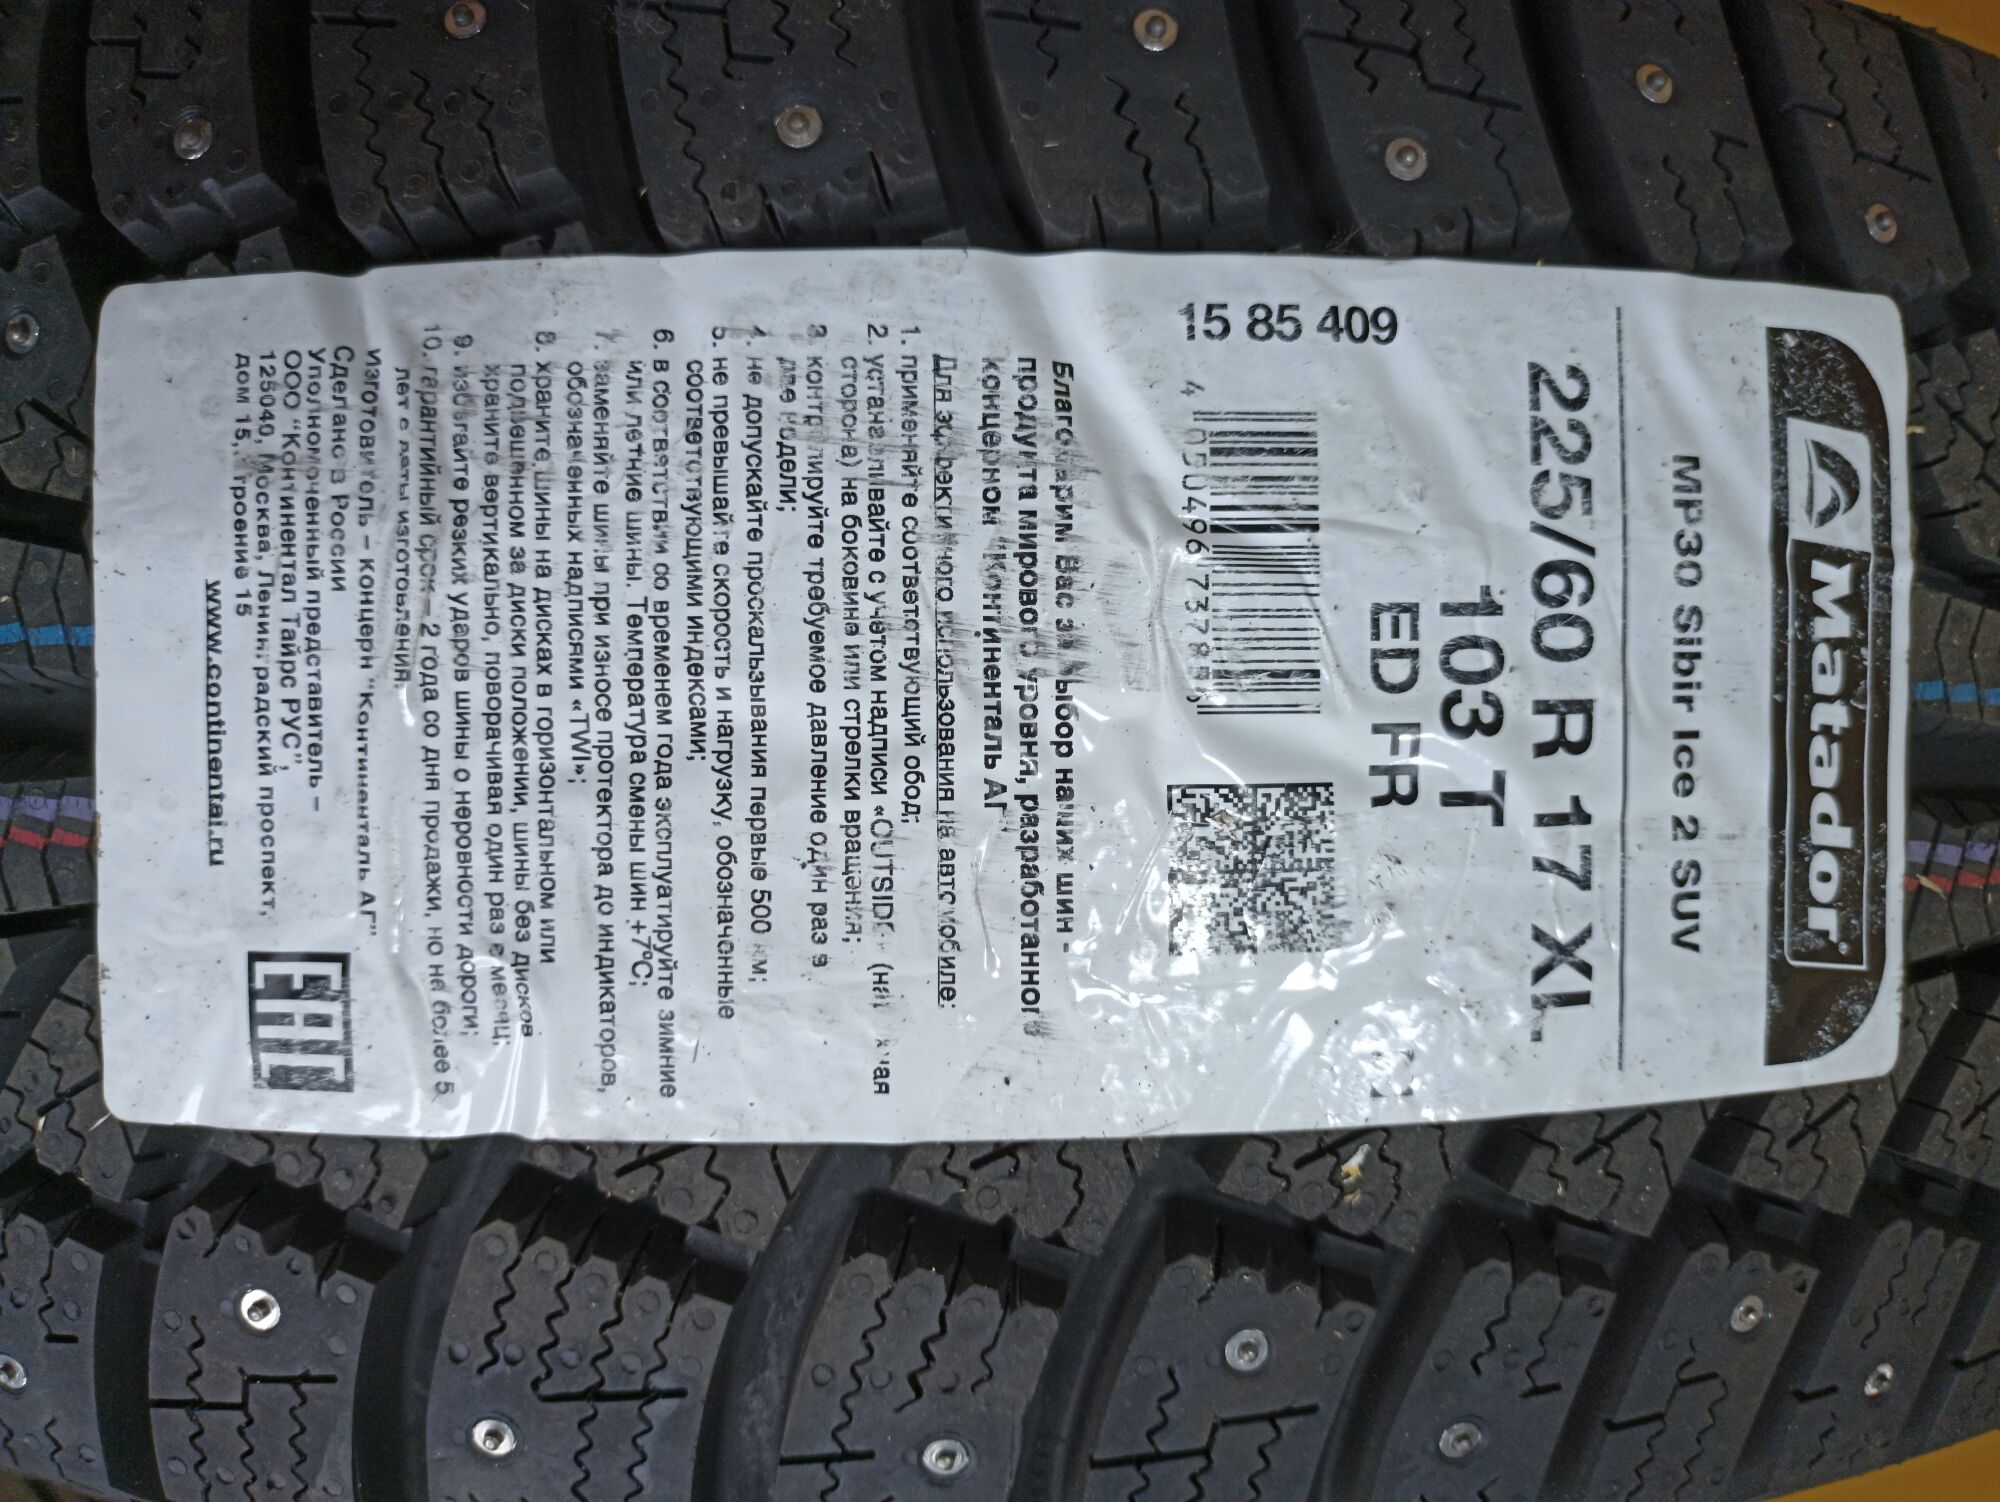 Matador
MP30 Sibir Ice 2 SUV
225/60 R 17 XL
103 T
ED FR
15 85 409
Благодарим Вас за выбор наших шин -
продукта мирового уровня, разработанного
концерном "Континенталь АГ"
Для эффективного использования на автомобиле:
1. применяйте соответствующий обод;
2. устанавливайте с учетом надписи «OUTSIDE» (наружная
сторона) на боковине или стрелки вращения;
3. контролируйте требуемое давление один раз в
две недели;
4. не допускайте проскальзывания первые 500 км;
5. не превышайте скорость и нагрузку, обозначенные
соответствующими индексами;
6. в соответствии со временем года эксплуатируйте зимние
или летние шины. Температура смены шин +7°С;
7. заменяйте шины при износе протектора до индикаторов,
обозначенных надписями «TWI»;
8. храните шины на дисках в горизонтальном или
подвешенном за диски положении, шины без дисков
храните вертикально, поворачивая один раз в месяц;
9. избегайте резких ударов шины о неровности дороги;
10. гарантийный срок – 2 года со дня продажи, но не более 5
лет с даты изготовления.
Изготовитель – концерн "Континенталь АГ"
Сделано в России
Уполномоченный представитель –
ООО "Континентал Тайрс РУС",
125040, Москва, Ленинградский проспект,
дом 15, строение 15
www.continental.ru
EAC